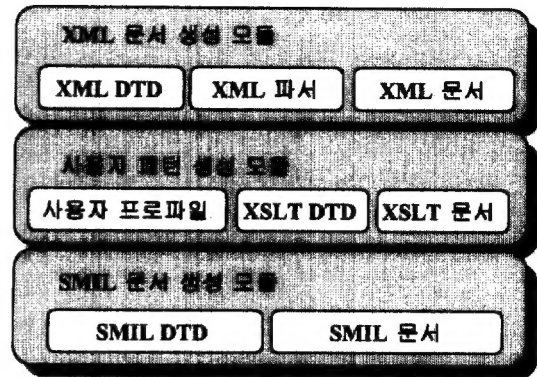 XML 문서 생성 모듈
XML DTD XML 파서 XML 문서
사용자 패턴 생성 모듈
사용자 프로파일 XSLT DTD XSLT 문서
SMIL 문서 생성 모듈
SMIL DTD SMIL 문서